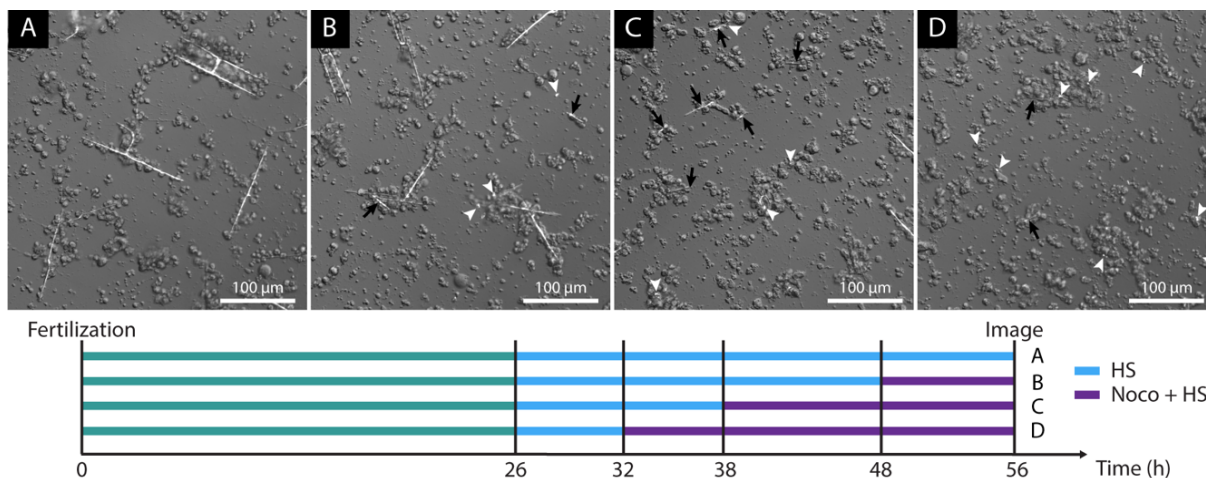 A B C D
100 µm 100 µm 100 µm 100 µm
Fertilization Image
A
B
C
D
HS
Noco + HS
0 26 32 38 48 56 Time (h)